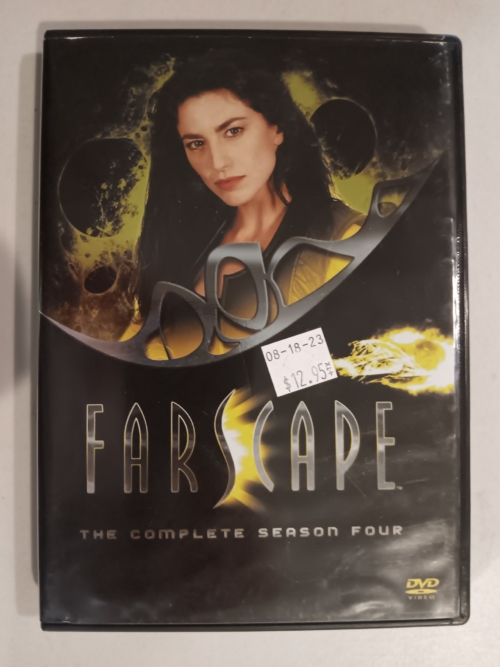 08-18-23
$12.95
FARSCAPE
THE COMPLETE SEASON FOUR
DVD
VIDEO